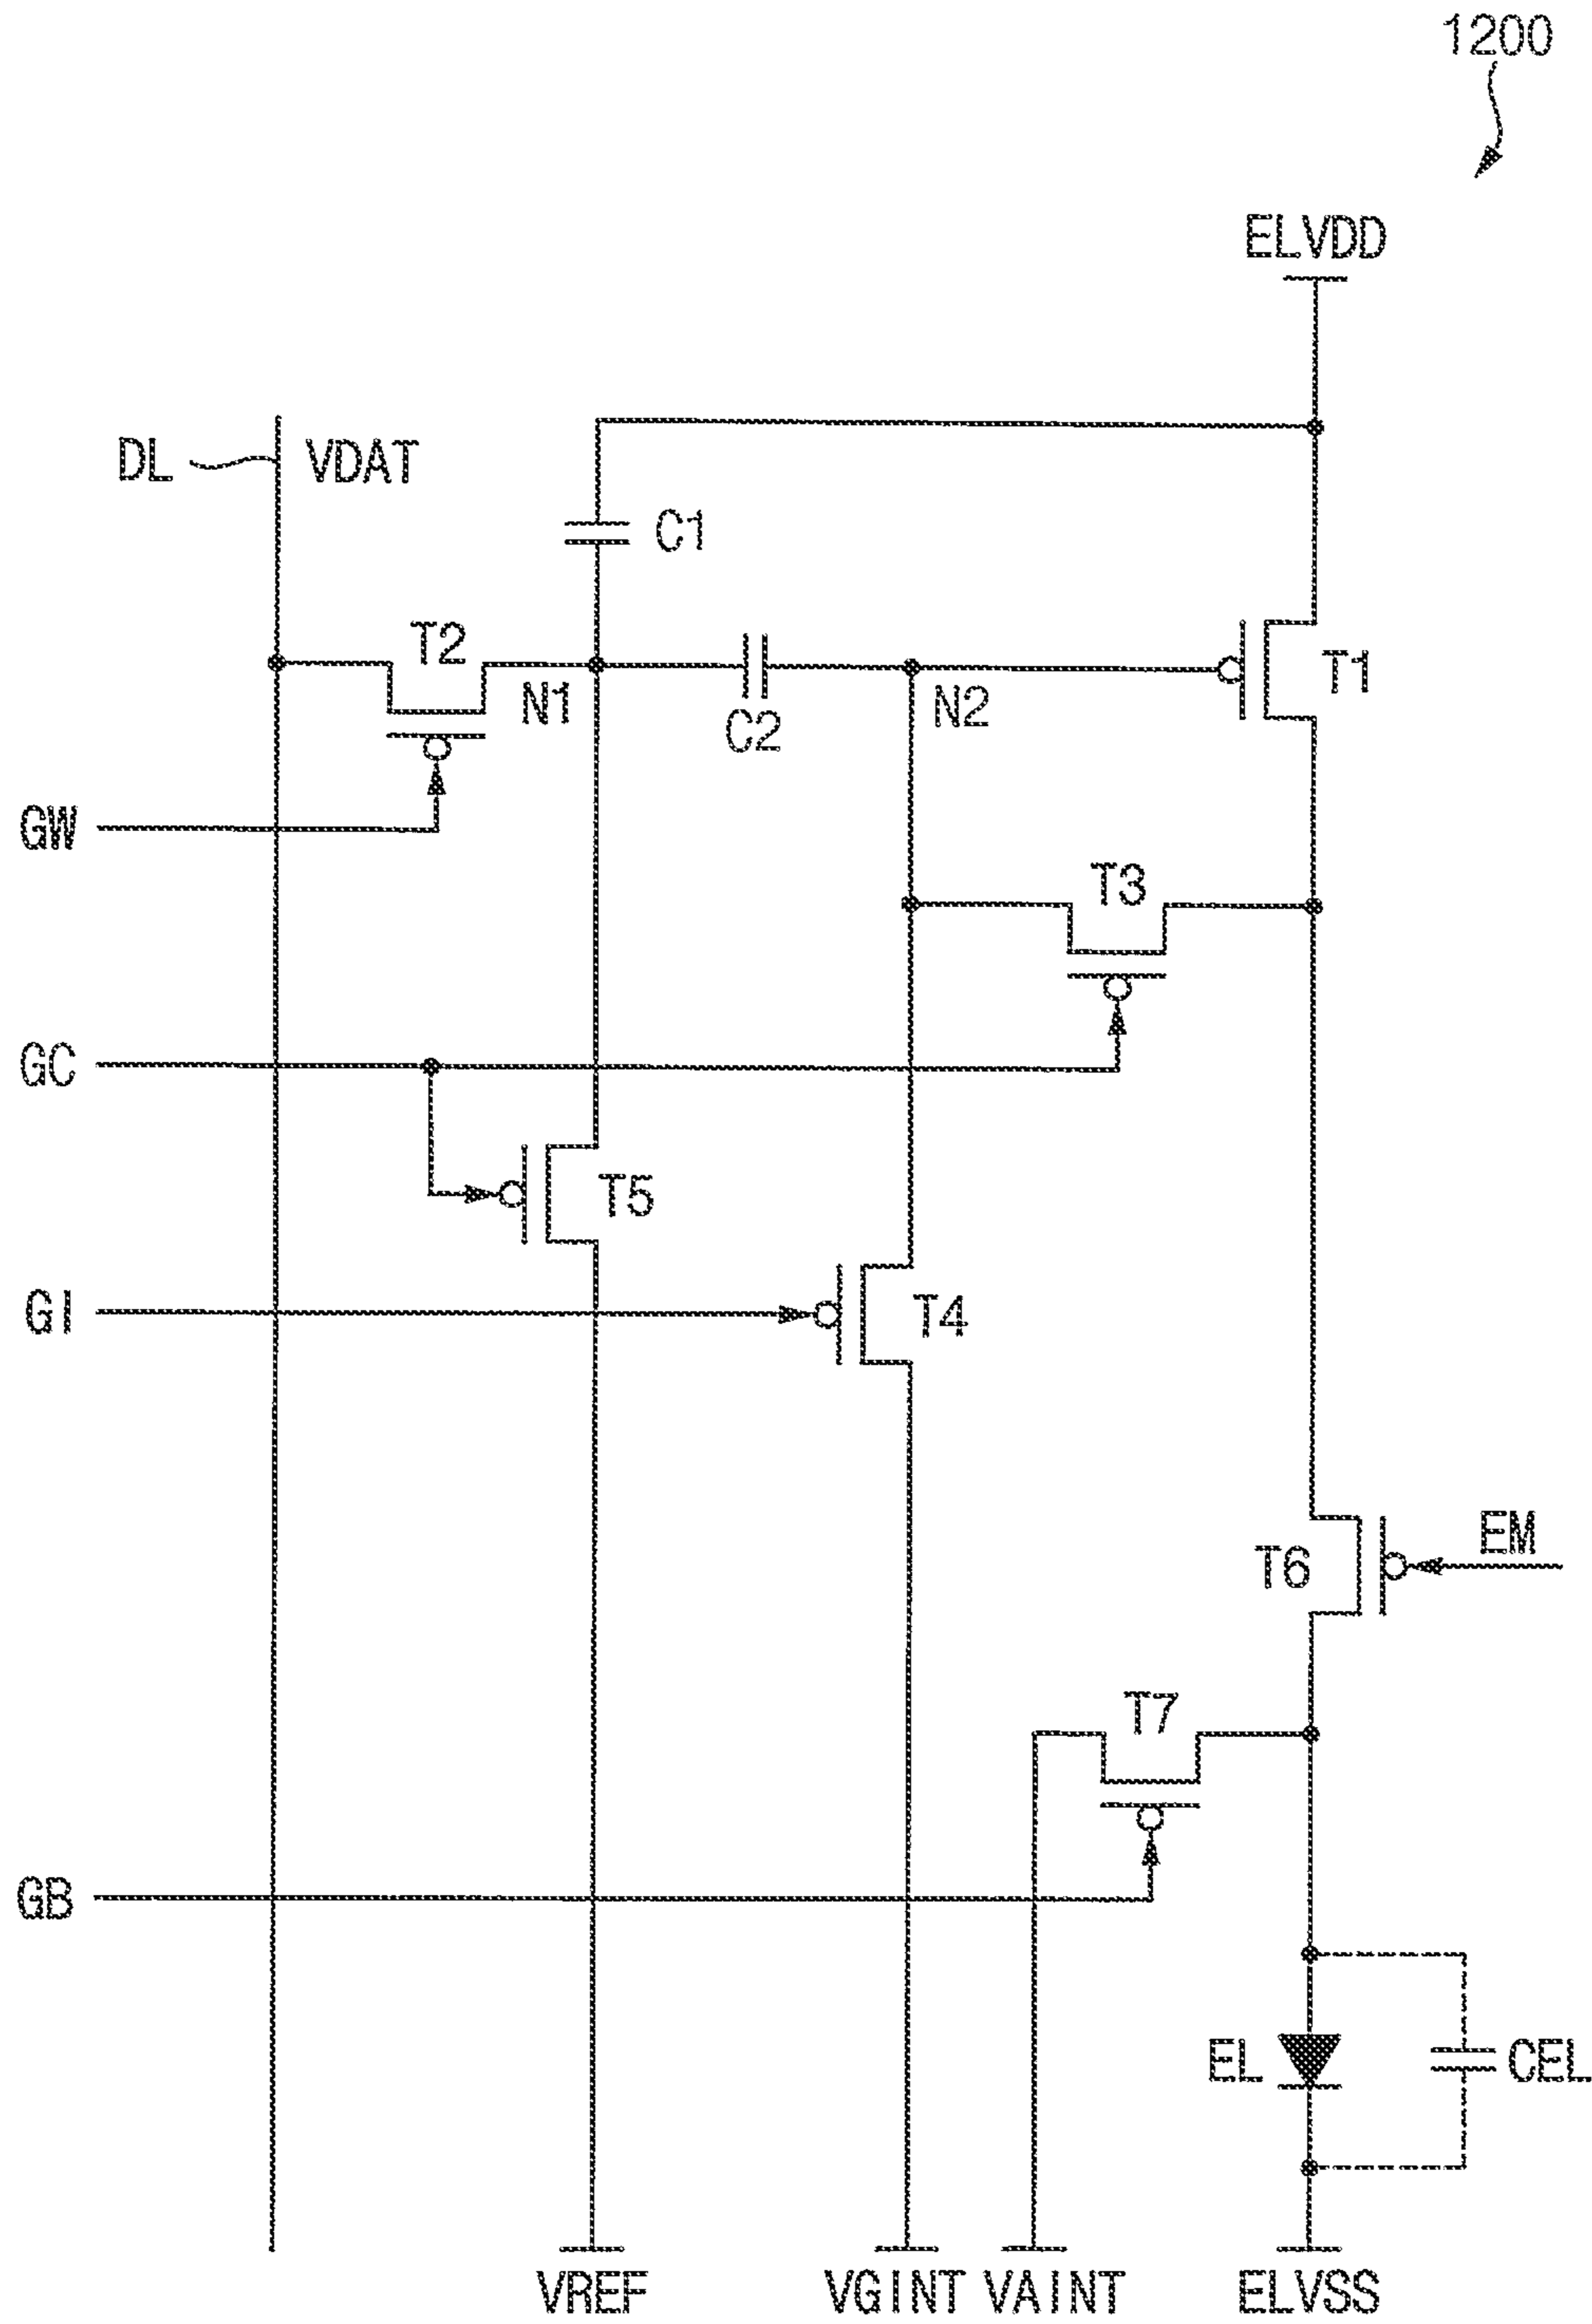 1200
ELVDD
DL
VDAT
C1
T2
T1
N1
C2
N2
GW
T3
GC
T5
GI
T4
EM
T6
T7
GB
EL
CEL
VREF
VGINT
VAINT
ELVSS